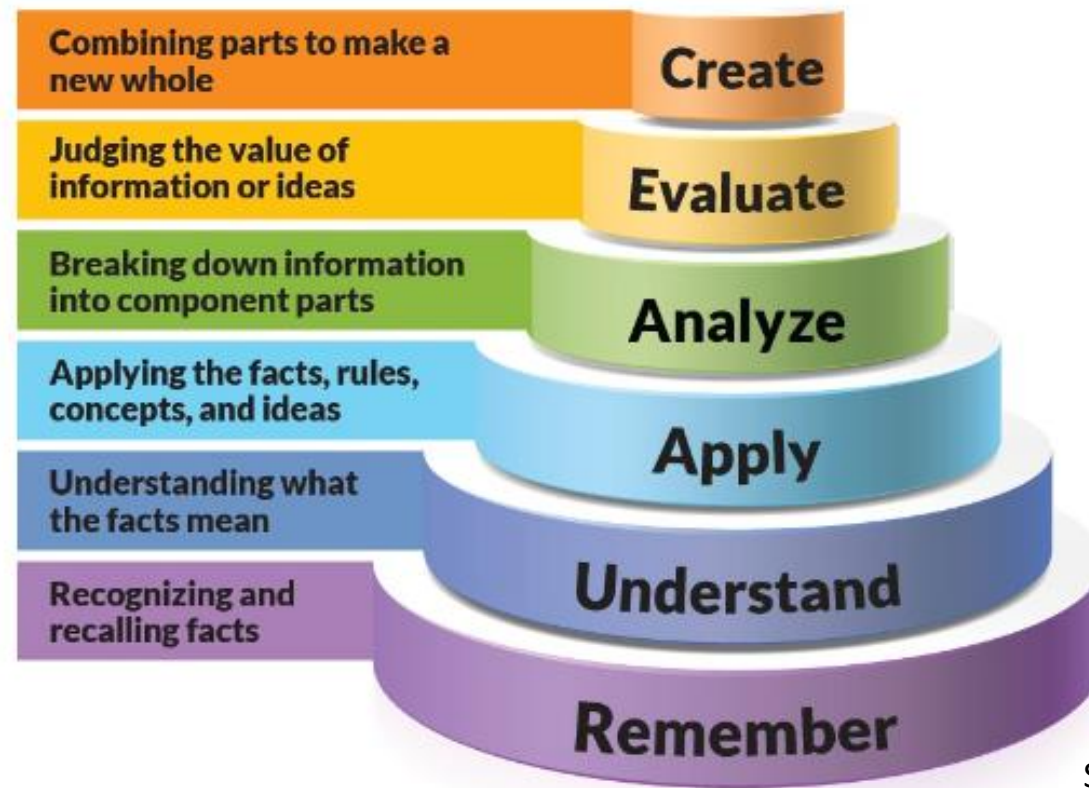 Combining parts to make a
new whole
Create
Judging the value of
information or ideas
Evaluate
Breaking down information
into component parts
Analyze
Applying the facts, rules,
concepts, and ideas
Apply
Understanding what
the facts mean
Understand
Recognizing and
recalling facts
Remember